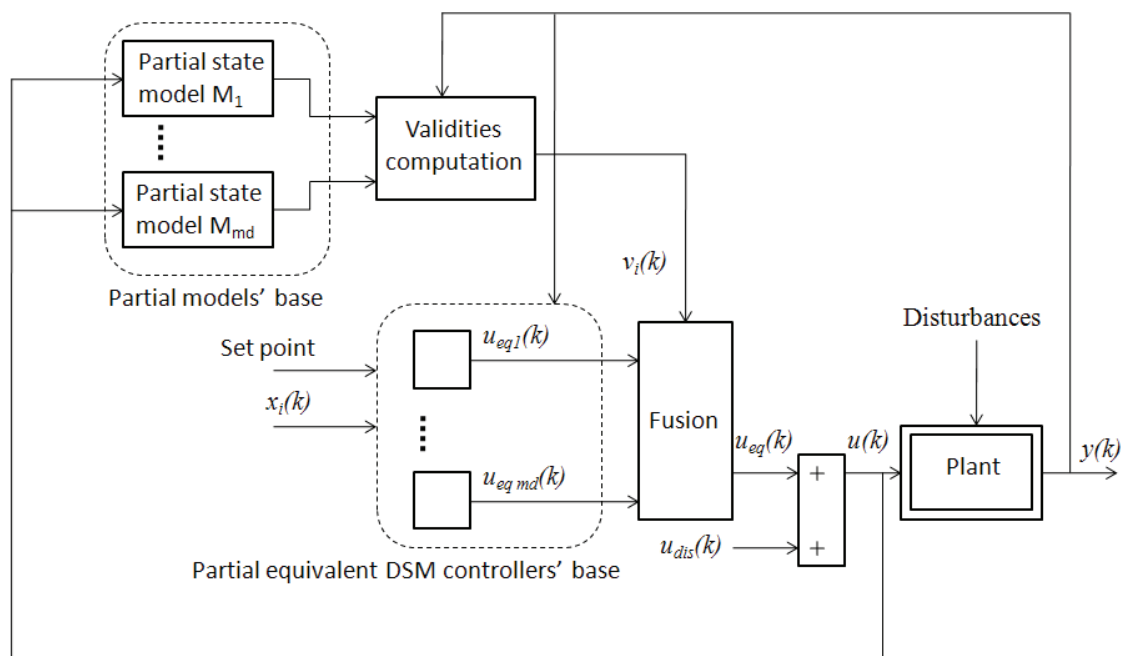 Partial state
model M₁
Partial state
model Mmd
Partial models’ base
Validities
computation
vi(k)
Set point
xi(k)
ueq1(k)
ueq md(k)
Partial equivalent DSM controllers’ base
Fusion
ueq(k)
udis(k)
+
+
u(k)
Disturbances
Plant
y(k)